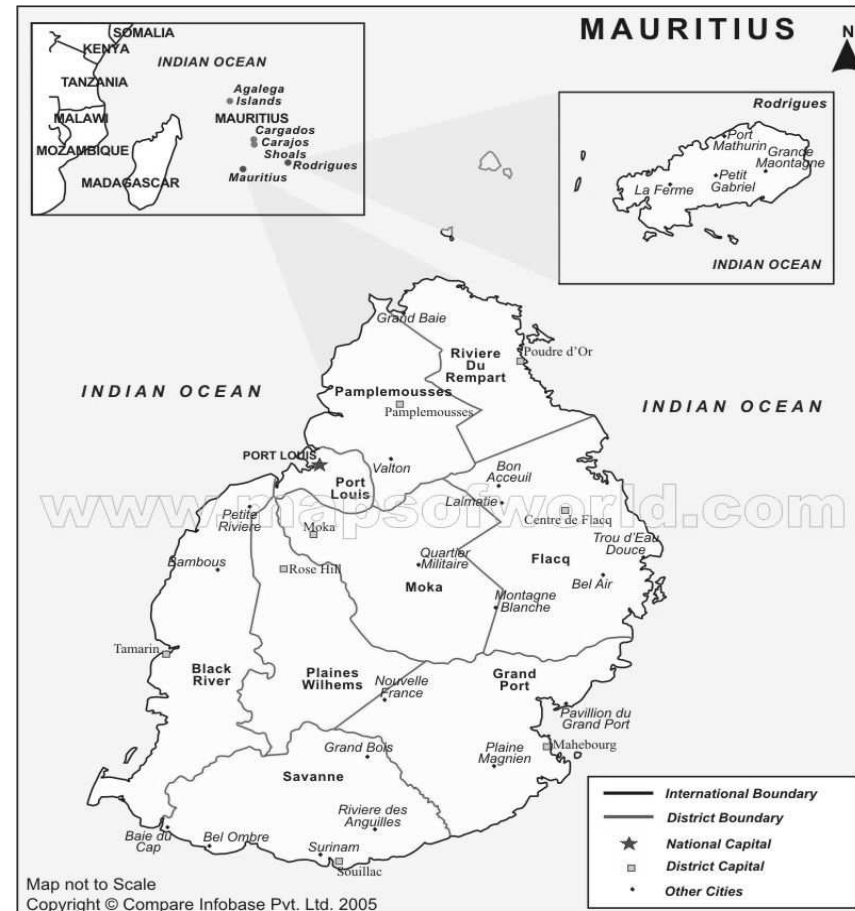 MAURITIUS
N
SOMALIA
KENYA
INDIAN OCEAN
TANZANIA
Agalega
Islands
MALAWI
MAURITIUS
Cargados
Carajos
Shoals
MOZAMBIQUE
Rodrigues
MADAGASCAR
Mauritius
Rodrigues
Port
Mathurin
Grande
Maontagne
Petit
Gabriel
La Ferme
INDIAN OCEAN
Grand Baie
Riviere
Du
Rempart
Poudre d'Or
INDIAN OCEAN
Pamplemousses
Pamplemousses
INDIAN OCEAN
PORT LOUIS
Port
Louis
Valton
Bon
Acceuil
Lalmatie
www.mapsofworld.com
Petite
Riviere
Moka
Centre de Flacq
Trou d'Eau
Douce
Bambous
Rose Hill
Quartier
Militaire
Moka
Flacq
Bel Air
Montagne
Blanche
Tamarin
Black
River
Plaines
Wilhems
Nouvelle
France
Grand
Port
Pavillion du
Grand Port
Mahebourg
Grand Bois
Plaine
Magnien
Savanne
Riviere des
Anguilles
Baie du
Cap
Bel Ombre
Surinam
Souillac
International Boundary
District Boundary
National Capital
District Capital
Other Cities
Map not to Scale
Copyright © Compare Infobase Pvt. Ltd. 2005